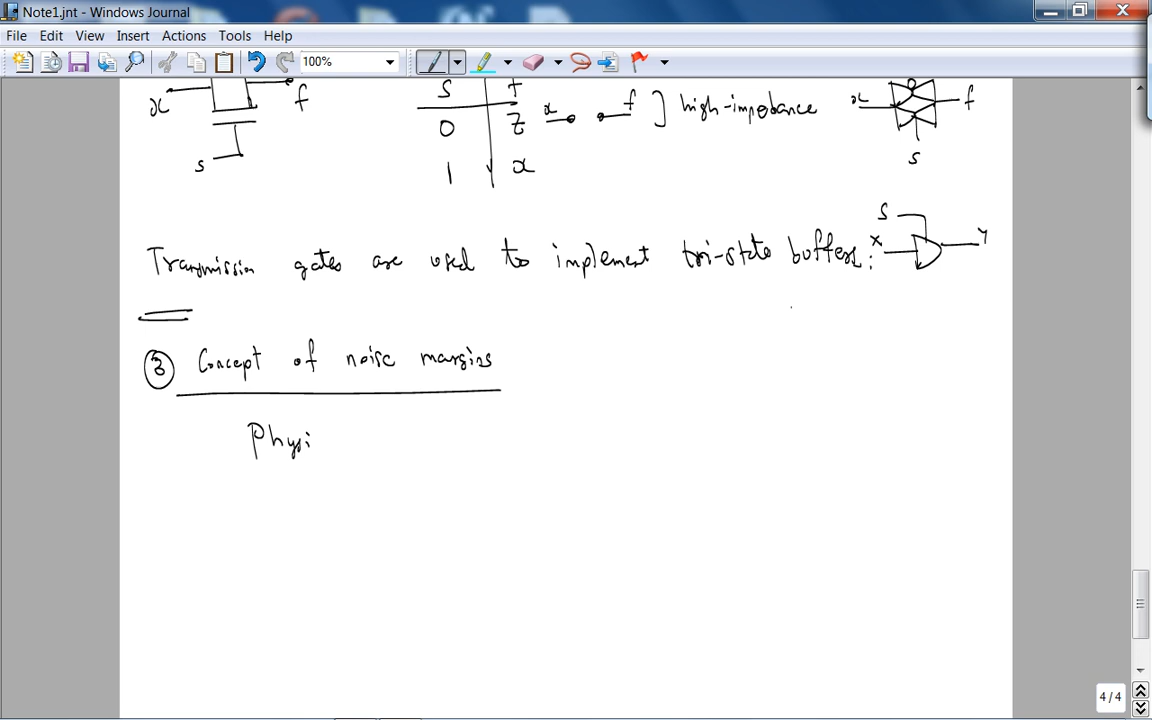 Note1.jnt - Windows Journal
File Edit View Insert Actions Tools Help
100%
x f
s
S f
0 Z x f ] high-impedance
1 x
x f
s
Transmission gates are used to implement tri-state buffers:
S
x y
3 Concept of noise margins
Physi
4 / 4